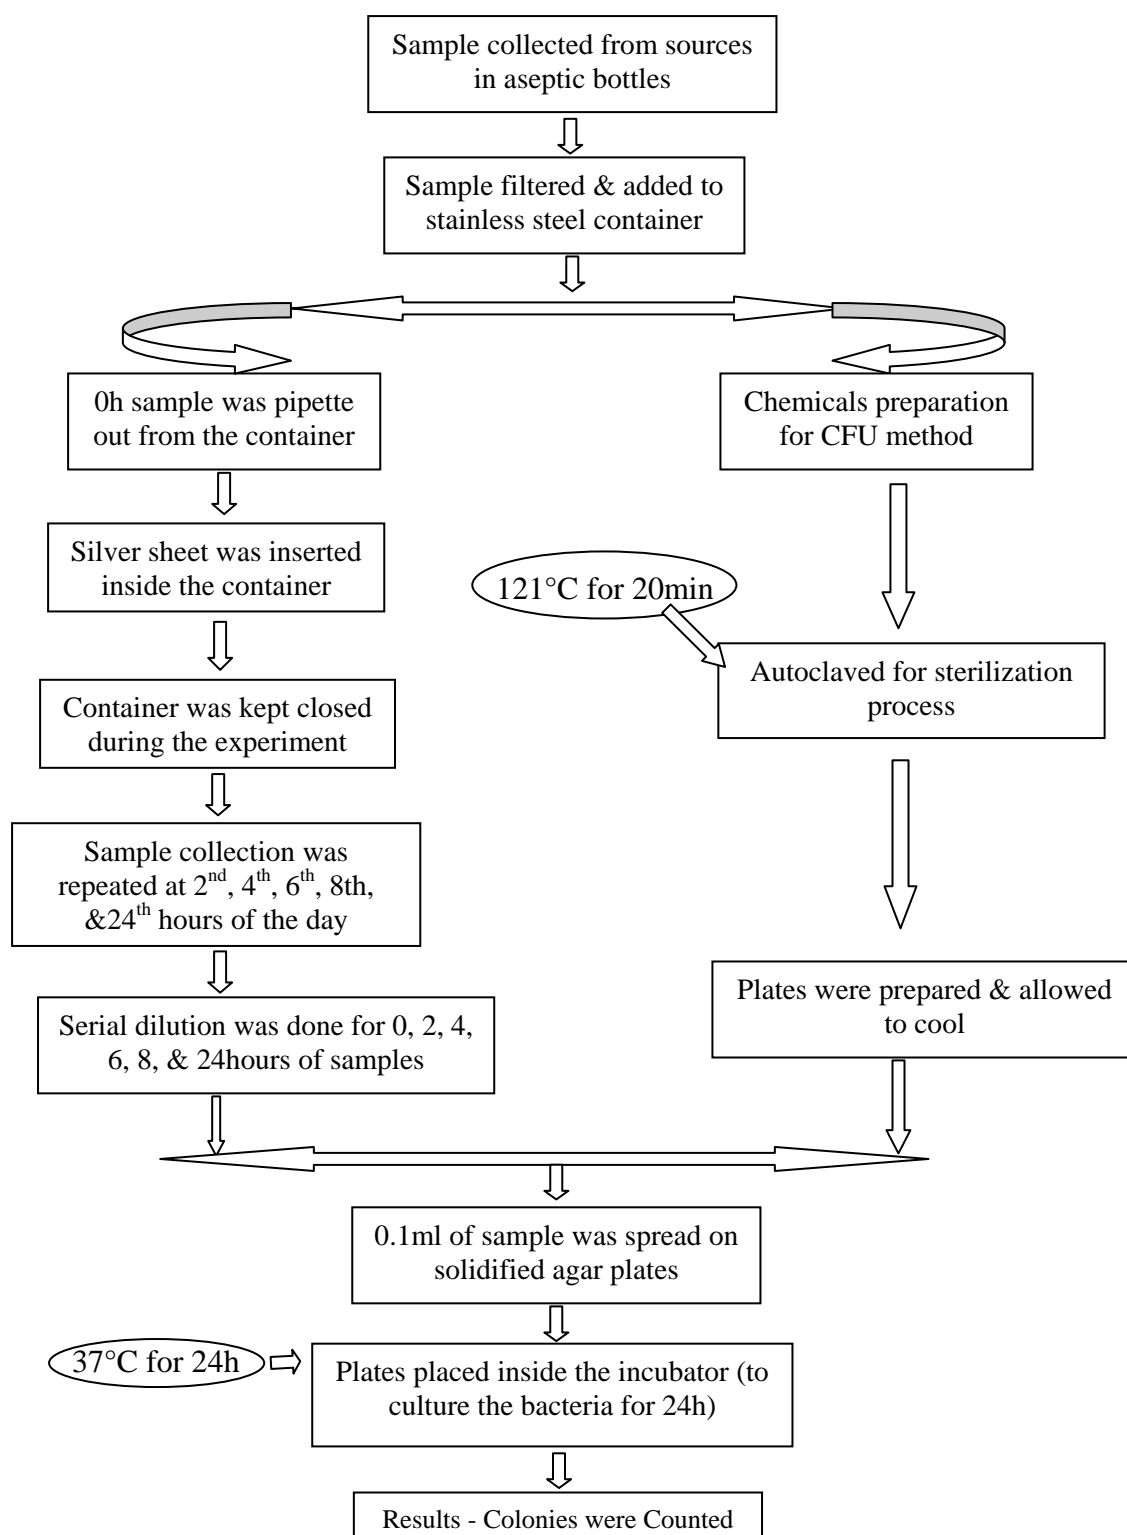 Sample collected from sources
in aseptic bottles
Sample filtered & added to
stainless steel container
0h sample was pipette
out from the container
Chemicals preparation
for CFU method
Silver sheet was inserted
inside the container
121°C for 20min
Autoclaved for sterilization
process
Container was kept closed
during the experiment
Sample collection was
repeated at 2nd, 4th, 6th, 8th,
&24th hours of the day
Plates were prepared & allowed
to cool
Serial dilution was done for 0, 2, 4,
6, 8, & 24hours of samples
0.1ml of sample was spread on
solidified agar plates
37°C for 24h
Plates placed inside the incubator (to
culture the bacteria for 24h)
Results - Colonies were Counted